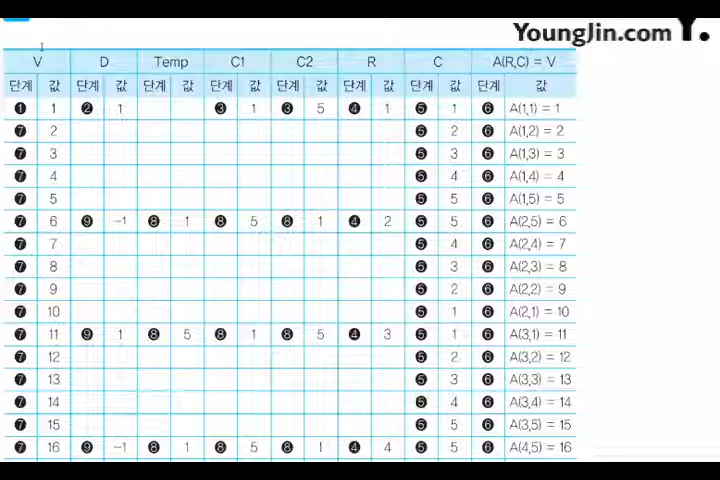 YoungJin.com Y.
V D Temp C1 C2 R C A(R,C) = V
단계 값 단계 값 단계 값 단계 값 단계 값 단계 값 단계 값 단계 값
❶ 1 ❷ 1 ❸ 1 ❸ 5 ❹ 1 ❺ 1 ❻ A(1,1) = 1
❼ 2 ❺ 2 ❻ A(1,2) = 2
❼ 3 ❺ 3 ❻ A(1,3) = 3
❼ 4 ❺ 4 ❻ A(1,4) = 4
❼ 5 ❺ 5 ❻ A(1,5) = 5
❼ 6 ❾ -1 ❽ 1 ❽ 5 ❽ 1 ❹ 2 ❺ 5 ❻ A(2,5) = 6
❼ 7 ❺ 4 ❻ A(2,4) = 7
❼ 8 ❺ 3 ❻ A(2,3) = 8
❼ 9 ❺ 2 ❻ A(2,2) = 9
❼ 10 ❺ 1 ❻ A(2,1) = 10
❼ 11 ❾ 1 ❽ 5 ❽ 1 ❽ 5 ❹ 3 ❺ 1 ❻ A(3,1) = 11
❼ 12 ❺ 2 ❻ A(3,2) = 12
❼ 13 ❺ 3 ❻ A(3,3) = 13
❼ 14 ❺ 4 ❻ A(3,4) = 14
❼ 15 ❺ 5 ❻ A(3,5) = 15
❼ 16 ❾ -1 ❽ 1 ❽ 5 ❽ 1 ❹ 4 ❺ 5 ❻ A(4,5) = 16